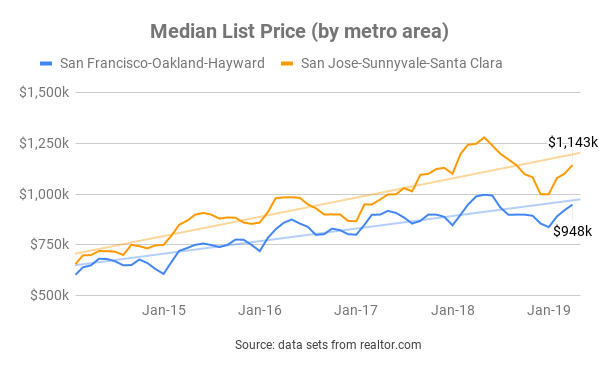 Median List Price (by metro area)
San Francisco-Oakland-Hayward San Jose-Sunnyvale-Santa Clara
$1,500k
$1,250k
$1,143k
$1,000k
$948k
$750k
$500k
Jan-15 Jan-16 Jan-17 Jan-18 Jan-19
Source: data sets from realtor.com